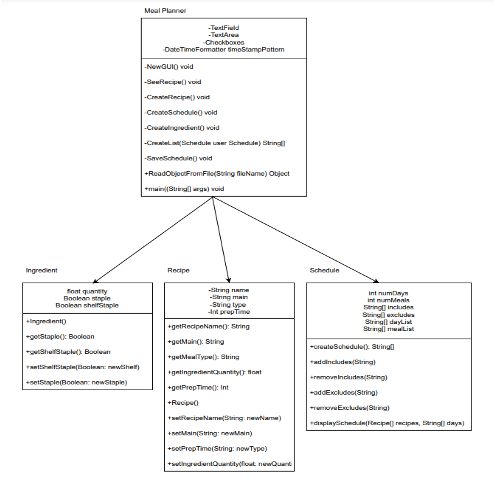 Meal Planner
-TextField
-TextArea
-Checkboxes
-DateTimeFormatter timeStampPattern
-NewGUI() void
-SeeRecipe() void
-CreateRecipe() void
-CreateSchedule() void
-CreateIngredient() void
-CreateList(Schedule user Schedule) String[]
-SaveSchedule() void
+ReadObjectFromFile(String fileName) Object
+main((String[] args) void
Ingredient
float quantity
Boolean staple
Boolean shelfStaple
+Ingredient()
+getStaple(): Boolean
+getShelfStaple(): Boolean
+setShelfStaple(Boolean: newShelf)
+setStaple(Boolean: newStaple)
Recipe
-String name
-String main
-String type
-Int prepTime
+getRecipeName(): String
+getMain(): String
+getMealType(): String
+getIngredientQuantity(): float
+getPrepTime(): Int
+Recipe()
+setRecipeName(String: newName)
+setMain(String: newMain)
+setPrepTime(String: newType)
+setIngredientQuantity(float: newQuanti
Schedule
int numDays
int numMeals
String[] includes
String[] excludes
String[] dayList
String[] mealList
+createSchedule(): String[]
+addIncludes(String)
+removeIncludes(String)
+addExcludes(String)
+removeExcludes(String)
+displaySchedule(Recipe[] recipes, String[] days)